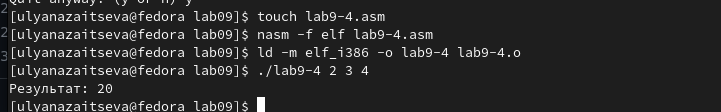 Quit anyway? (y or n) y
[ulyanazaitseva@fedora lab09]$ touch lab9-4.asm
[ulyanazaitseva@fedora lab09]$ nasm -f elf lab9-4.asm
[ulyanazaitseva@fedora lab09]$ ld -m elf_i386 -o lab9-4 lab9-4.o
[ulyanazaitseva@fedora lab09]$ ./lab9-4 2 3 4
Результат: 20
[ulyanazaitseva@fedora lab09]$